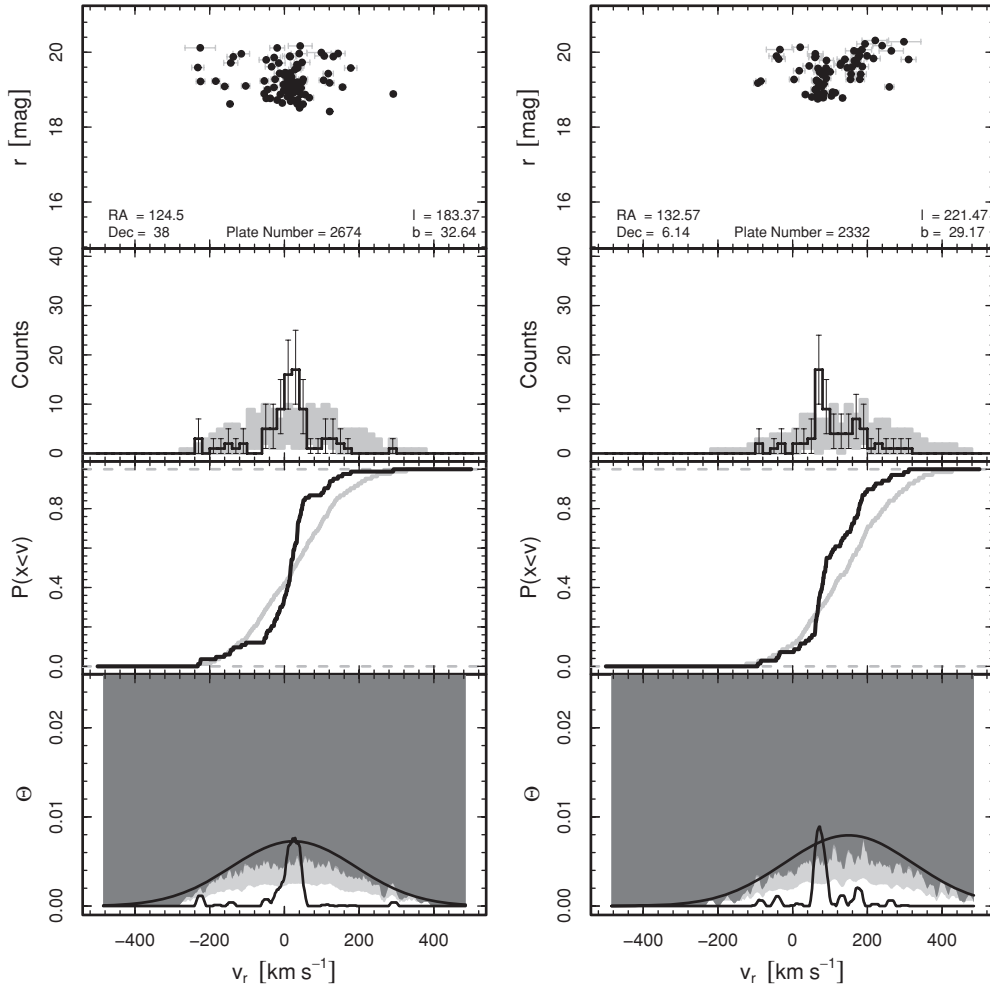 r [mag]
16 18 20
RA = 124.5
Dec = 38
Plate Number = 2674
l = 183.37
b = 32.64
r [mag]
16 18 20
RA = 132.57
Dec = 6.14
Plate Number = 2332
l = 221.47
b = 29.17
Counts
0 10 20 30 40
Counts
0 10 20 30 40
P(x<v)
0.0 0.4 0.8
P(x<v)
0.0 0.4 0.8
Θ
0.00 0.01 0.02
−400 −200 0 200 400
v_r [km s⁻¹]
Θ
0.00 0.01 0.02
−400 −200 0 200 400
v_r [km s⁻¹]